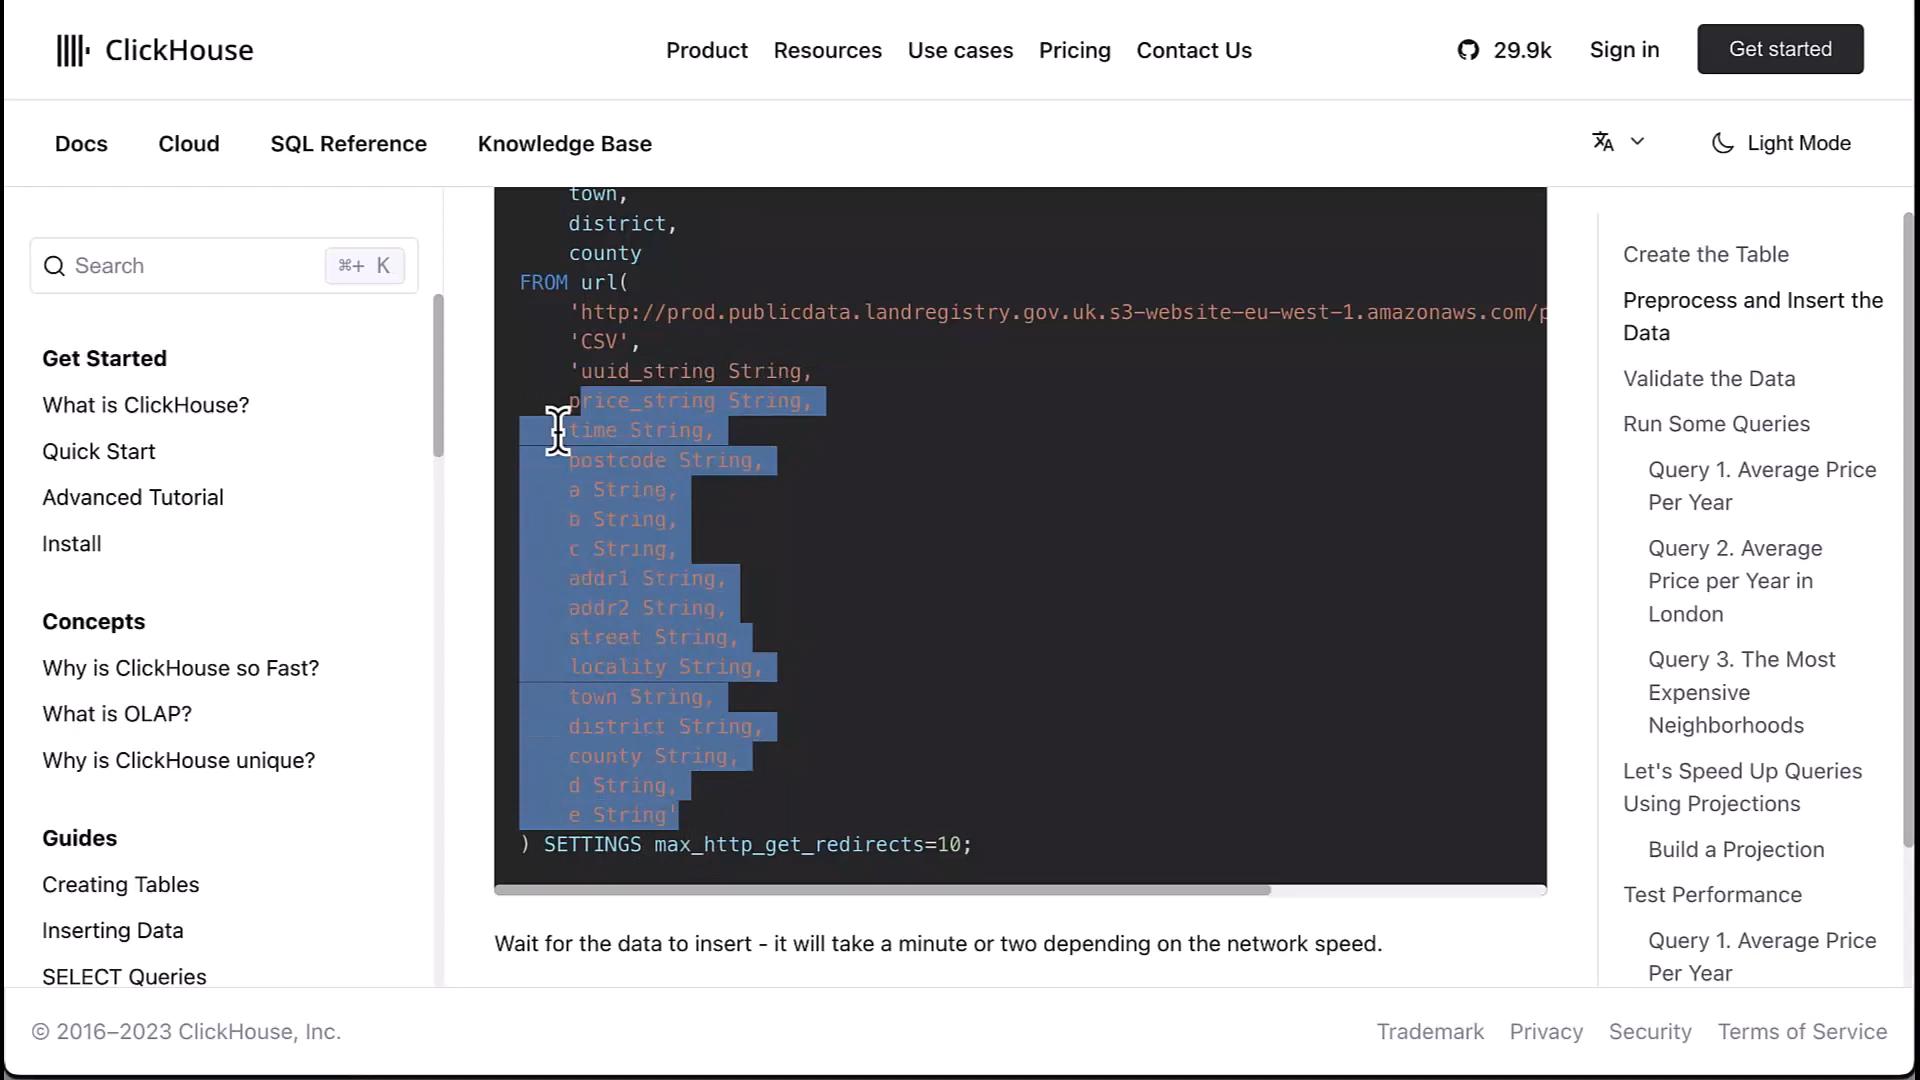 ClickHouse
Product Resources Use cases Pricing Contact Us
29.9k Sign in Get started
Docs Cloud SQL Reference Knowledge Base
Light Mode
Search ⌘+ K
Get Started
What is ClickHouse?
Quick Start
Advanced Tutorial
Install
Concepts
Why is ClickHouse so Fast?
What is OLAP?
Why is ClickHouse unique?
Guides
Creating Tables
Inserting Data
SELECT Queries
town,
district,
county
FROM url(
'http://prod.publicdata.landregistry.gov.uk.s3-website-eu-west-1.amazonaws.com/p
'CSV',
'uuid_string String,
price_string String,
time String,
postcode String,
a String,
b String,
c String,
addr1 String,
addr2 String,
street String,
locality String,
town String,
district String,
county String,
d String,
e String'
) SETTINGS max_http_get_redirects=10;
Wait for the data to insert - it will take a minute or two depending on the network speed.
Create the Table
Preprocess and Insert the
Data
Validate the Data
Run Some Queries
Query 1. Average Price
Per Year
Query 2. Average
Price per Year in
London
Query 3. The Most
Expensive
Neighborhoods
Let's Speed Up Queries
Using Projections
Build a Projection
Test Performance
Query 1. Average Price
Per Year
© 2016–2023 ClickHouse, Inc.
Trademark Privacy Security Terms of Service